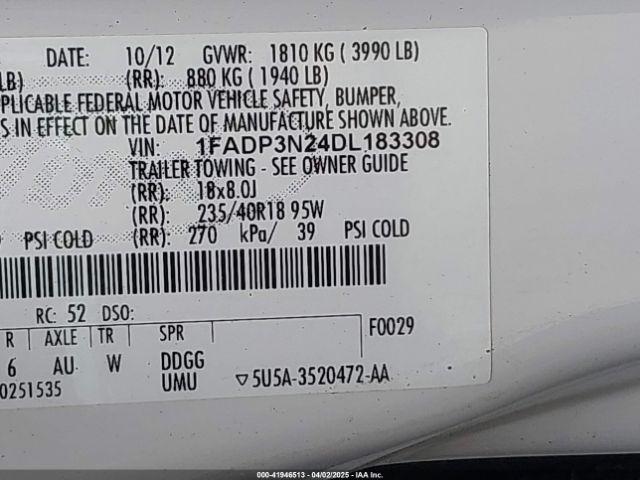 DATE: 10/12 GVWR: 1810 KG ( 3990 LB)
LB) (RR): 880 KG ( 1940 LB)
PLICABLE FEDERAL MOTOR VEHICLE SAFETY, BUMPER,
S IN EFFECT ON THE DATE OF MANUFACTURE SHOWN ABOVE.
VIN: 1FADP3N24DL183308
TRAILER TOWING - SEE OWNER GUIDE
(RR): 18x8.0J
(RR): 235/40R18 95W
PSI COLD (RR): 270 kPa/ 39 PSI COLD
RC: 52 DSO:
R AXLE TR SPR F0029
6 AU W DDGG
UMU
0251535 ▽5U5A-3520472-AA
000-41946513 - 04/02/2025 - IAAI.COM